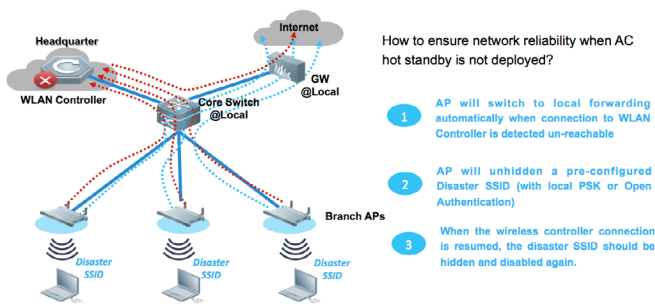 Internet
Headquarter
WLAN Controller
GW
@Local
Core Switch
@Local
Branch APs
Disaster
SSID
Disaster
SSID
Disaster
SSID
How to ensure network reliability when AC
hot standby is not deployed?
1
AP will switch to local forwarding
automatically when connection to WLAN
Controller is detected un-reachable
2
AP will unhidden a pre-configured
Disaster SSID (with local PSK or Open
Authentication)
3
When the wireless controller connection
is resumed, the disaster SSID should be
hidden and disabled again.